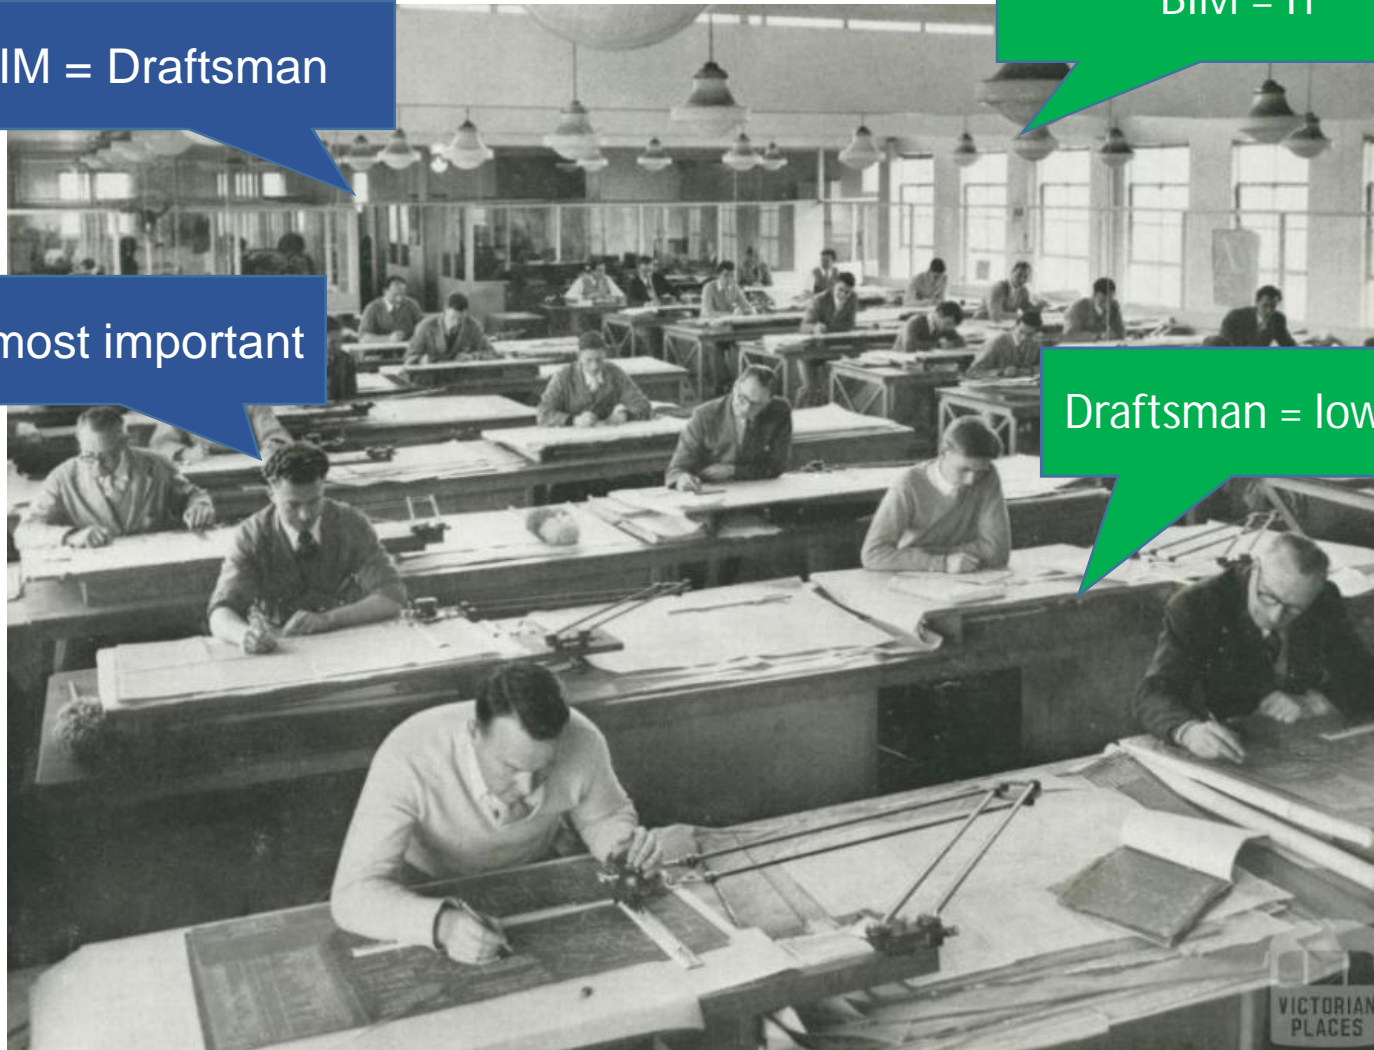 IM = Draftsman
most important
Draftsman = low
VICTORIAN
PLACES